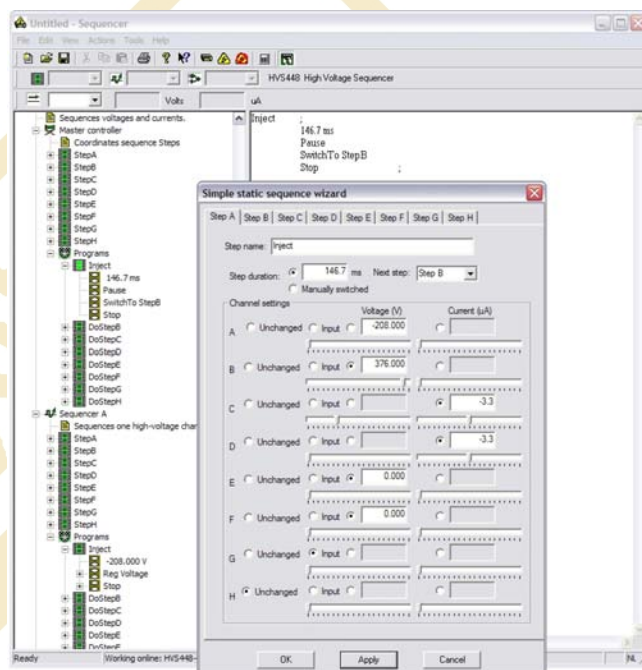 Untitled - Sequencer
File Edit View Actions Tools Help
HVS448 High Voltage Sequencer
Volts uA
Sequences voltages and currents.
Master controller
Coordinates sequence Steps
StepA
StepB
StepC
StepD
StepE
StepF
StepG
StepH
Programs
Inject
146.7 ms
Pause
SwitchTo StepB
Stop
DoStepB
DoStepC
DoStepD
DoStepE
DoStepF
DoStepG
DoStepH
Sequencer A
Sequences one high-voltage char
StepA
StepB
StepC
StepD
StepE
StepF
StepG
StepH
Programs
Inject
-208.000 V
Reg Voltage
Stop
DoStepB
DoStepC
DoStepD
DoStepE
DoStepF
Inject ;
146.7 ms
Pause
SwitchTo StepB
Stop ;
Simple static sequence wizard
Step A Step B Step C Step D Step E Step F Step G Step H
Step name: Inject
Step duration: 146.7 ms Next step: Step B
Manually switched
Channel settings
Voltage (V) Current (uA)
A Unchanged Input -208.000
B Unchanged Input 376.000
C Unchanged Input -3.3
D Unchanged Input -3.3
E Unchanged Input 0.000
F Unchanged Input 0.000
G Unchanged Input
H Unchanged Input
OK Apply Cancel
Ready Working online: HVS448- NL